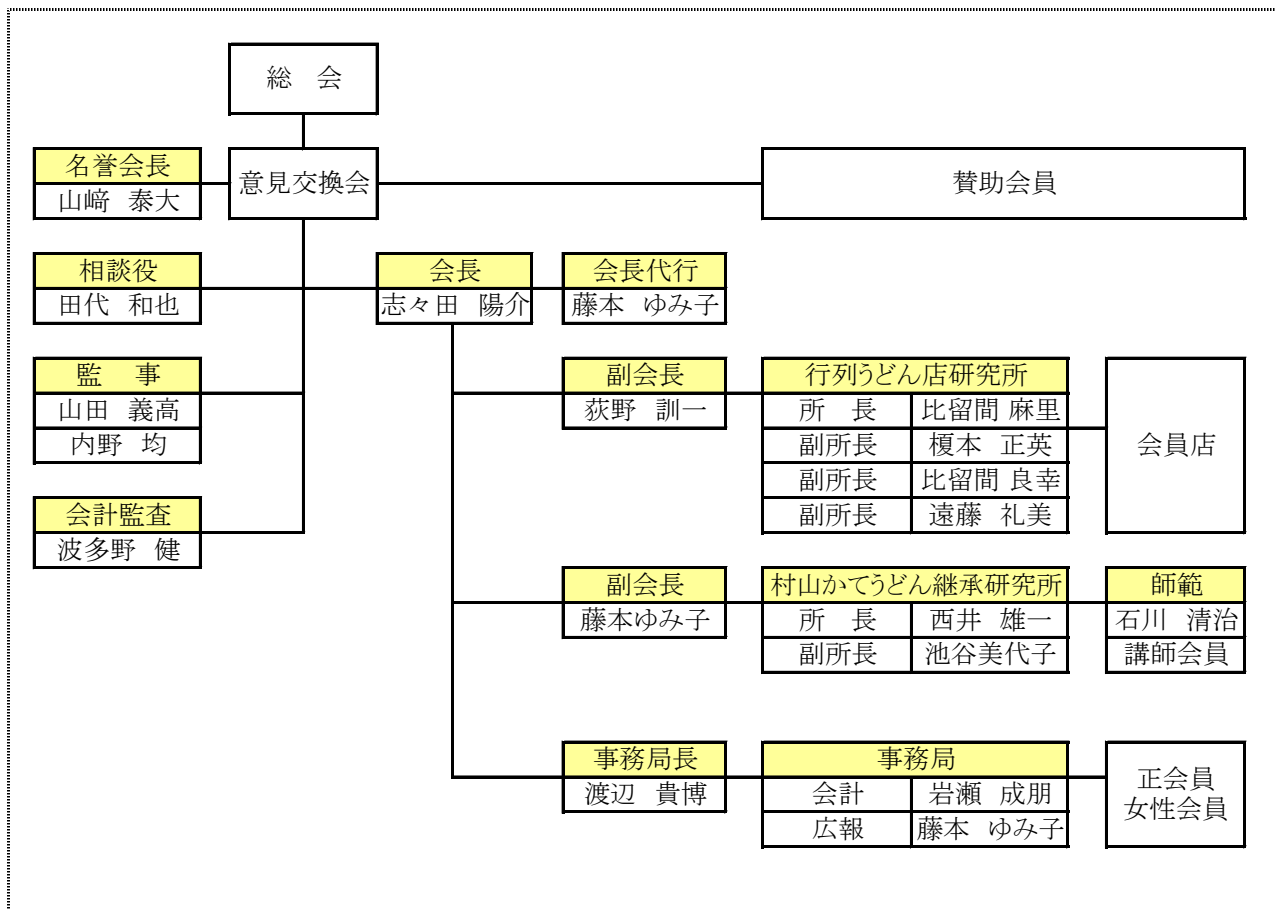 総　会
名誉会長
山﨑　泰大
意見交換会
賛助会員
相談役
田代　和也
会長
志々田　陽介
会長代行
藤本　ゆみ子
監　事
山田　義高
内野　均
副会長
荻野　訓一
行列うどん店研究所
所　長　比留間 麻里
副所長　榎本　正英
副所長　比留間 良幸
副所長　遠藤　礼美
会員店
会計監査
波多野　健
副会長
藤本ゆみ子
村山かてうどん継承研究所
所　長　西井　雄一
副所長　池谷美代子
師範
石川　清治
講師会員
事務局長
渡辺　貴博
事務局
会計　岩瀬　成朋
広報　藤本　ゆみ子
正会員
女性会員